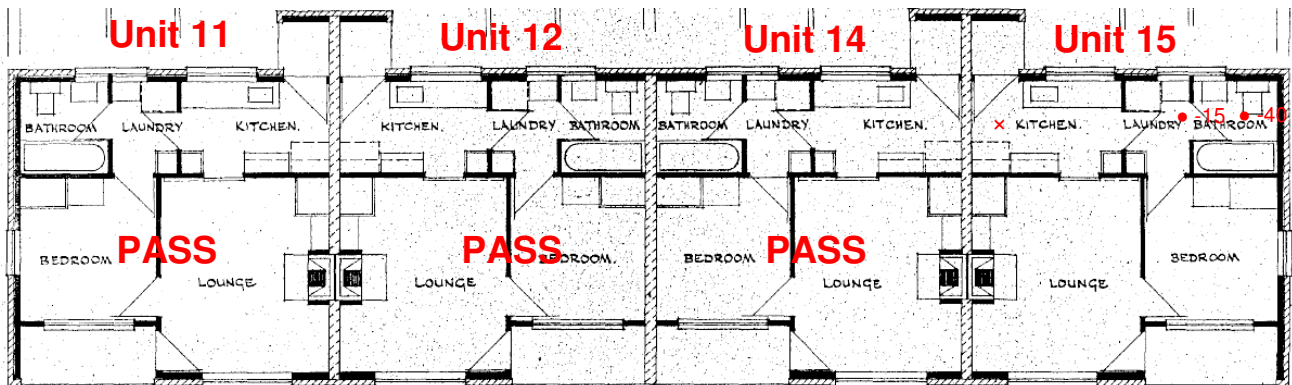 Unit 11
Unit 12
Unit 14
Unit 15
BATHROOM LAUNDRY KITCHEN.
KITCHEN. LAUNDRY BATHROOM
BATHROOM LAUNDRY KITCHEN.
× KITCHEN. LAUNDRY -15 BATHROOM -40
PASS
PASS
PASS
BEDROOM
LOUNGE
LOUNGE
BEDROOM.
BEDROOM
LOUNGE
LOUNGE
BEDROOM